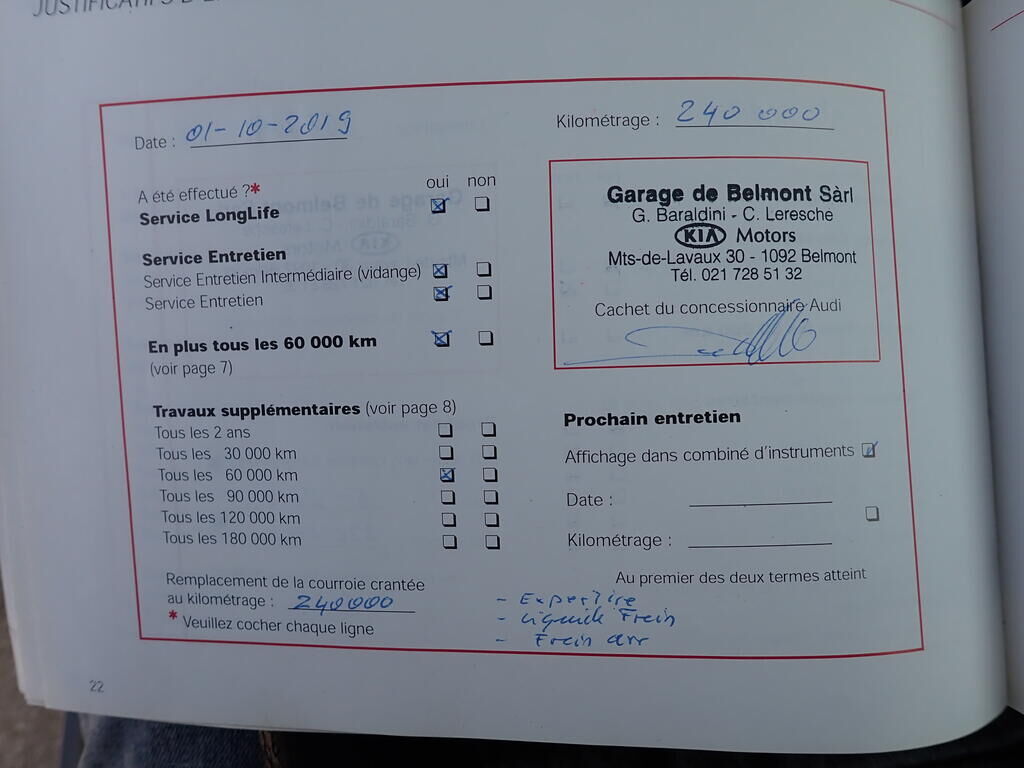 JUSTIFICATIFS D'E
Date : 01-10-2019
Kilométrage : 240 000
oui non
A été effectué ?*
Service LongLife
Service Entretien
Service Entretien Intermédiaire (vidange)
Service Entretien
En plus tous les 60 000 km
(voir page 7)
Travaux supplémentaires (voir page 8)
Tous les 2 ans
Tous les 30 000 km
Tous les 60 000 km
Tous les 90 000 km
Tous les 120 000 km
Tous les 180 000 km
Remplacement de la courroie crantée
au kilométrage : 240000
* Veuillez cocher chaque ligne
Garage de Belmont Sàrl
G. Baraldini - C. Leresche
KIA Motors
Mts-de-Lavaux 30 - 1092 Belmont
Tél. 021 728 51 32
Cachet du concessionnaire Audi
Prochain entretien
Affichage dans combiné d'instruments
Date :
Kilométrage :
Au premier des deux termes atteint
- Expertise
- Liquide Frein
- Frein arr
22